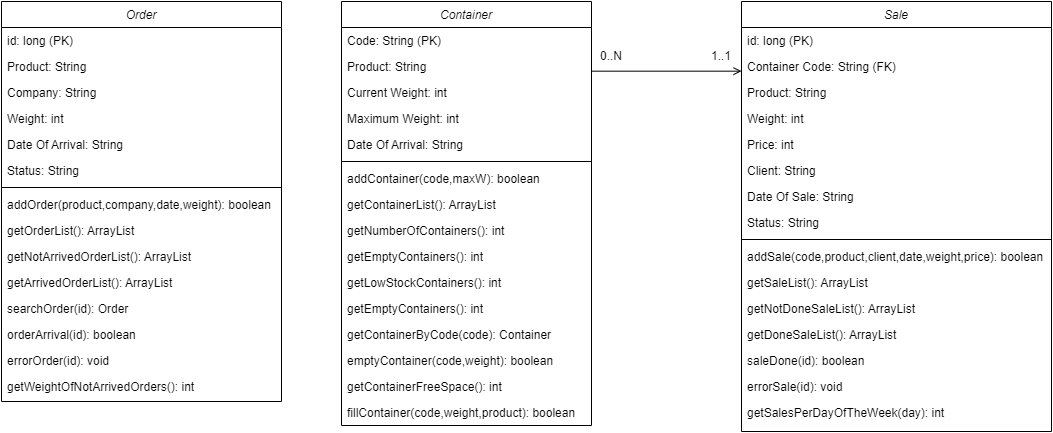 Order
id: long (PK)
Product: String
Company: String
Weight: int
Date Of Arrival: String
Status: String
addOrder(product,company,date,weight): boolean
getOrderList(): ArrayList
getNotArrivedOrderList(): ArrayList
getArrivedOrderList(): ArrayList
searchOrder(id): Order
orderArrival(id): boolean
errorOrder(id): void
getWeightOfNotArrivedOrders(): int
Container
Code: String (PK)
Product: String
Current Weight: int
Maximum Weight: int
Date Of Arrival: String
addContainer(code,maxW): boolean
getContainerList(): ArrayList
getNumberOfContainers(): int
getEmptyContainers(): int
getLowStockContainers(): int
getEmptyContainers(): int
getContainerByCode(code): Container
emptyContainer(code,weight): boolean
getContainerFreeSpace(): int
fillContainer(code,weight,product): boolean
0..N
1..1
Sale
id: long (PK)
Container Code: String (FK)
Product: String
Weight: int
Price: int
Client: String
Date Of Sale: String
Status: String
addSale(code,product,client,date,weight,price): boolean
getSaleList(): ArrayList
getNotDoneSaleList(): ArrayList
getDoneSaleList(): ArrayList
saleDone(id): boolean
errorSale(id): void
getSalesPerDayOfTheWeek(day): int